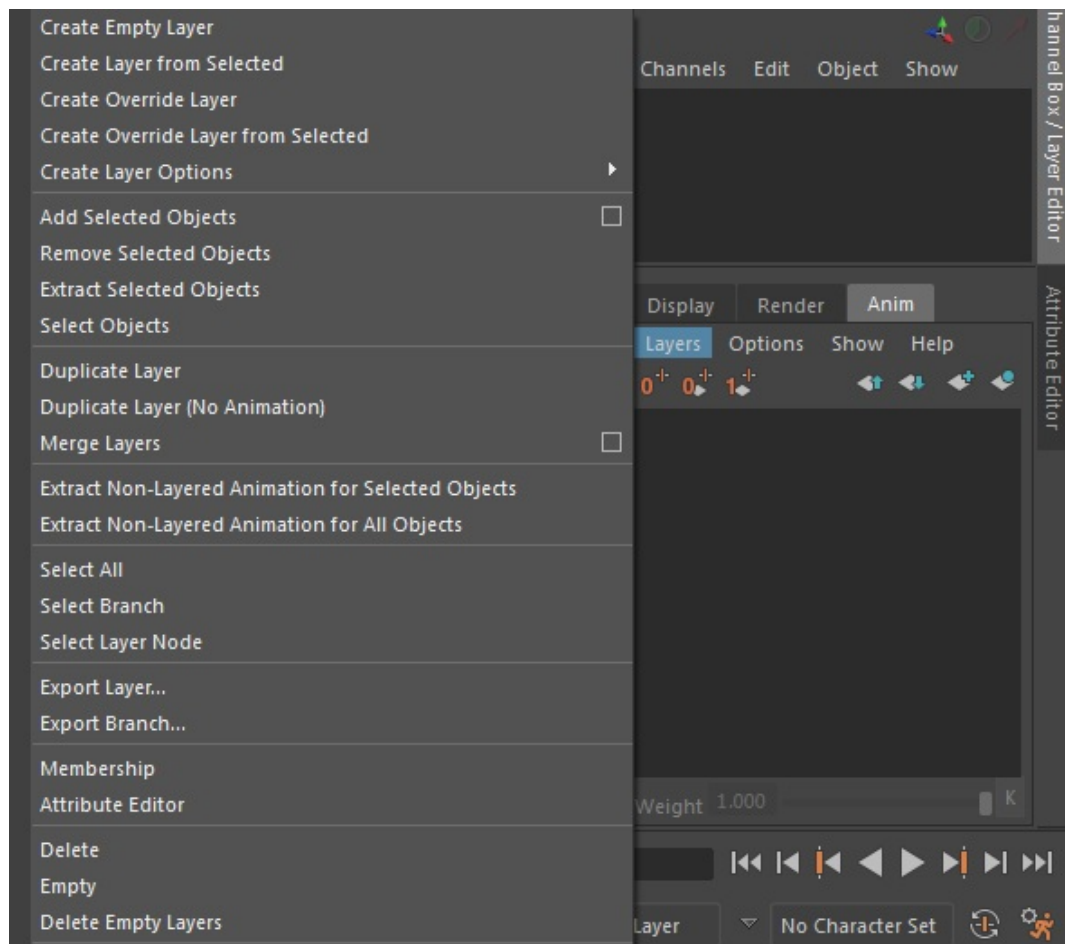 Create Empty Layer
Create Layer from Selected
Create Override Layer
Create Override Layer from Selected
Create Layer Options
Add Selected Objects
Remove Selected Objects
Extract Selected Objects
Select Objects
Duplicate Layer
Duplicate Layer (No Animation)
Merge Layers
Extract Non-Layered Animation for Selected Objects
Extract Non-Layered Animation for All Objects
Select All
Select Branch
Select Layer Node
Export Layer...
Export Branch...
Membership
Attribute Editor
Delete
Empty
Delete Empty Layers
Channels Edit Object Show
Display Render Anim
Layers Options Show Help
0 0 1
Weight 1.000 K
Layer No Character Set
hannel Box / Layer Editor
Attribute Editor